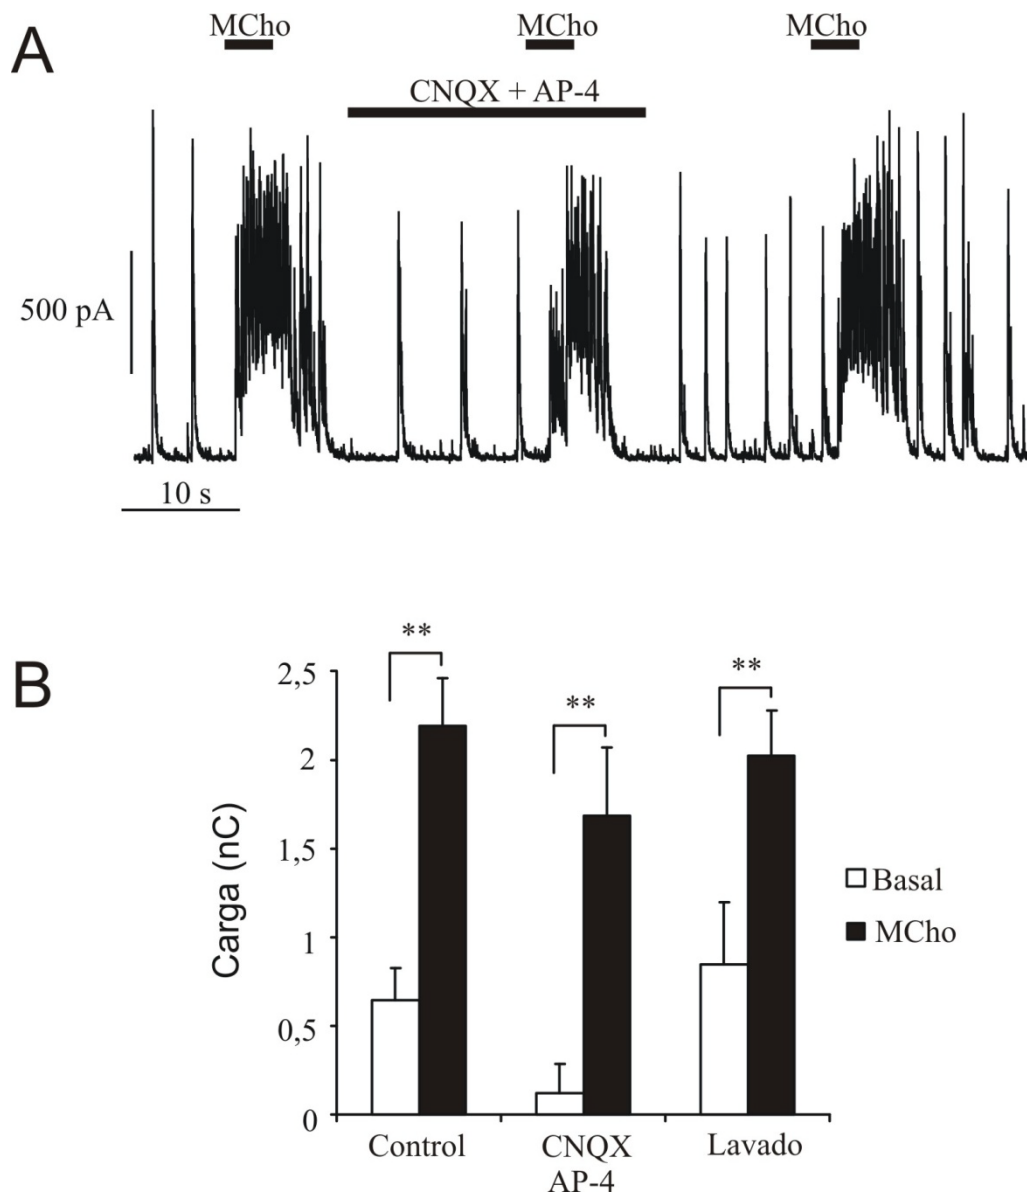 A
MCho
MCho
MCho
CNQX + AP-4
500 pA
10 s
B
**
**
**
2,5
2
1,5
1
0,5
0
Carga (nC)
Basal
MCho
Control
CNQX
AP-4
Lavado